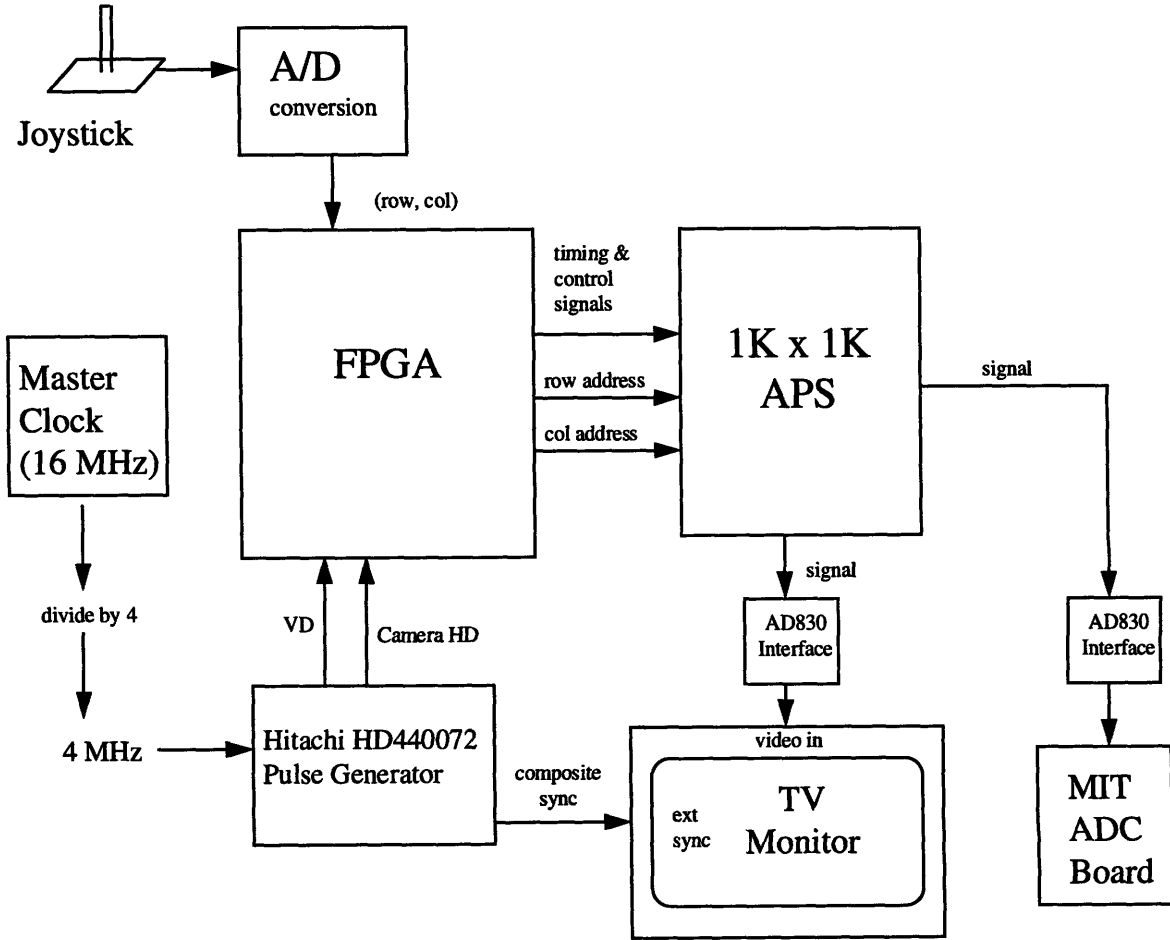 A/D
conversion
Joystick
(row, col)
timing &
control
signals
FPGA
1K x 1K
APS
row address
col address
signal
Master
Clock
(16 MHz)
divide by 4
4 MHz
VD
Camera HD
signal
AD830
Interface
AD830
Interface
Hitachi HD440072
Pulse Generator
composite
sync
video in
TV
Monitor
ext
sync
MIT
ADC
Board